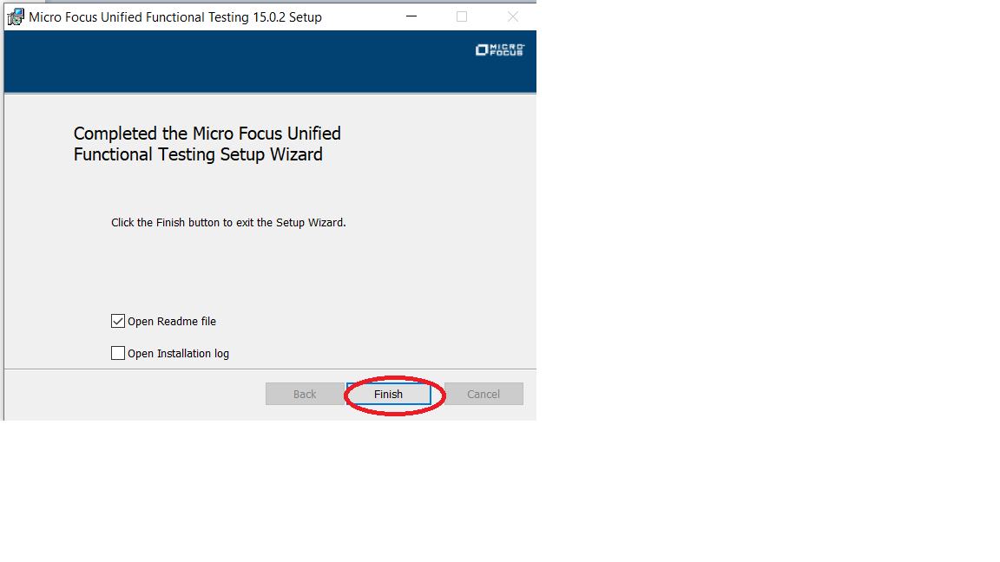 Micro Focus Unified Functional Testing 15.0.2 Setup
MICRO
FOCUS
Completed the Micro Focus Unified
Functional Testing Setup Wizard
Click the Finish button to exit the Setup Wizard.
Open Readme file
Open Installation log
Back Finish Cancel